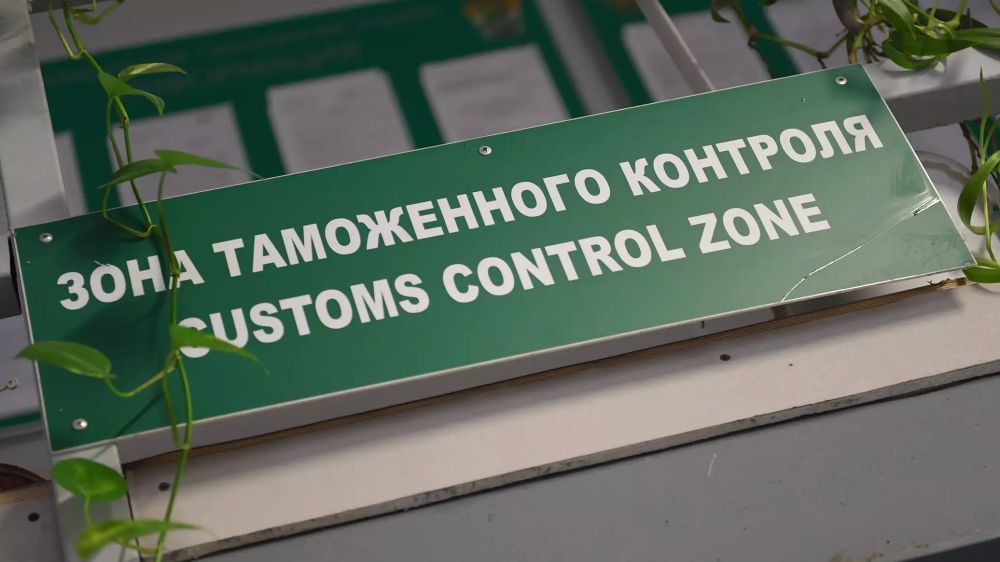 ЗОНА ТАМОЖЕННОГО КОНТРОЛЯ
CUSTOMS CONTROL ZONE